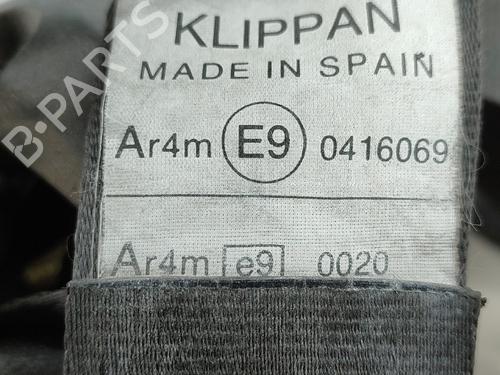 KLIPPAN
MADE IN SPAIN
Ar4m E9 0416069
Ar4m e9 0020
B-PARTS